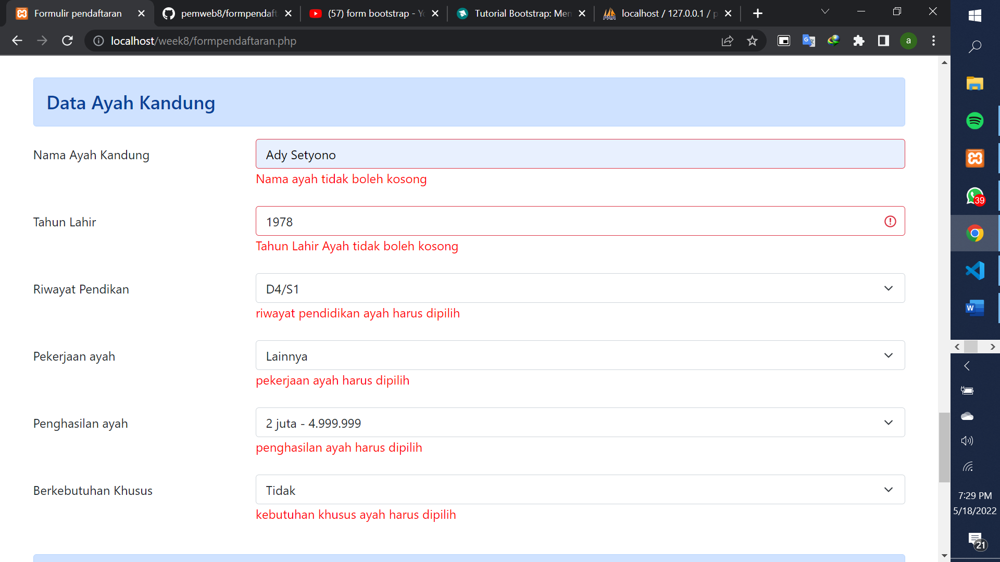 Formulir pendaftaran
pemweb8/formpendaft
(57) form bootstrap - Yo
Tutorial Bootstrap: Mem
localhost / 127.0.0.1 / p
localhost/week8/formpendaftaran.php
a
Data Ayah Kandung
Nama Ayah Kandung
Ady Setyono
Nama ayah tidak boleh kosong
Tahun Lahir
1978
Tahun Lahir Ayah tidak boleh kosong
Riwayat Pendikan
D4/S1
riwayat pendidikan ayah harus dipilih
Pekerjaan ayah
Lainnya
pekerjaan ayah harus dipilih
Penghasilan ayah
2 juta - 4.999.999
penghasilan ayah harus dipilih
Berkebutuhan Khusus
Tidak
kebutuhan khusus ayah harus dipilih
39
7:29 PM
5/18/2022
21